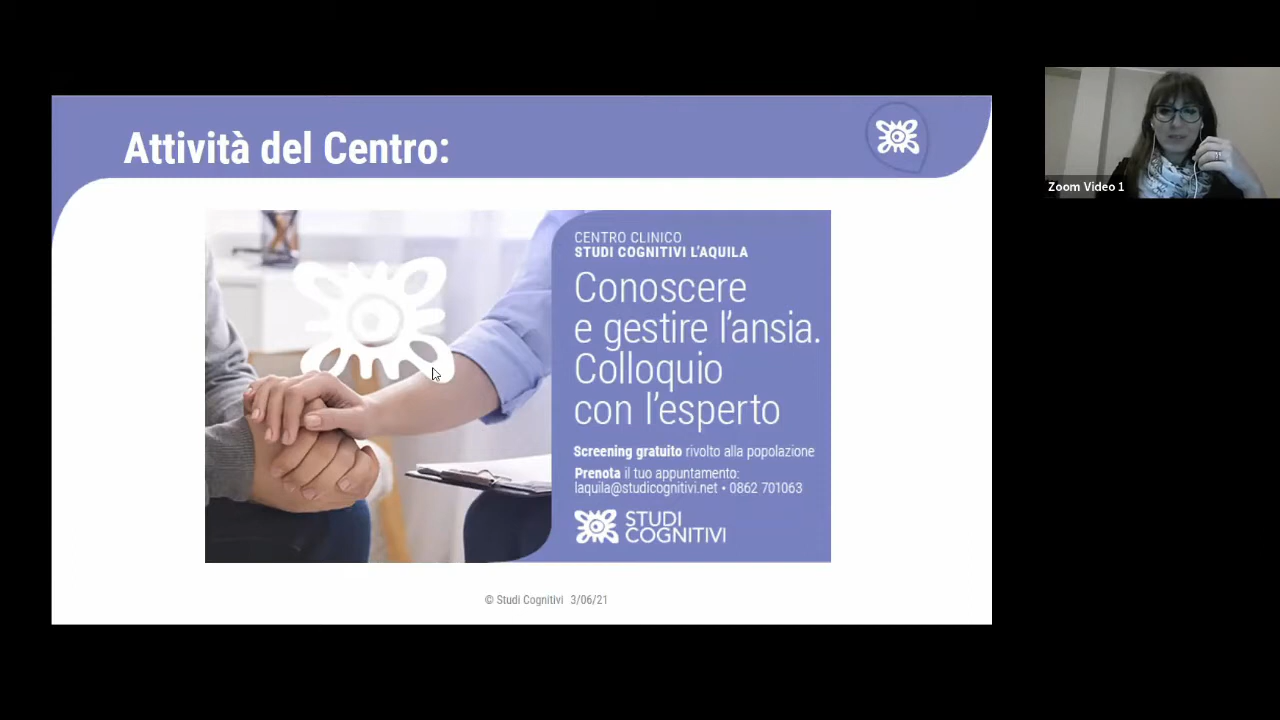 Attività del Centro:
CENTRO CLINICO
STUDI COGNITIVI L'AQUILA
Conoscere
e gestire l'ansia.
Colloquio
con l'esperto
Screening gratuito rivolto alla popolazione
Prenota il tuo appuntamento:
laquila@studicognitivi.net • 0862 701063
STUDI
COGNITIVI
© Studi Cognitivi 3/06/21
Zoom Video 1